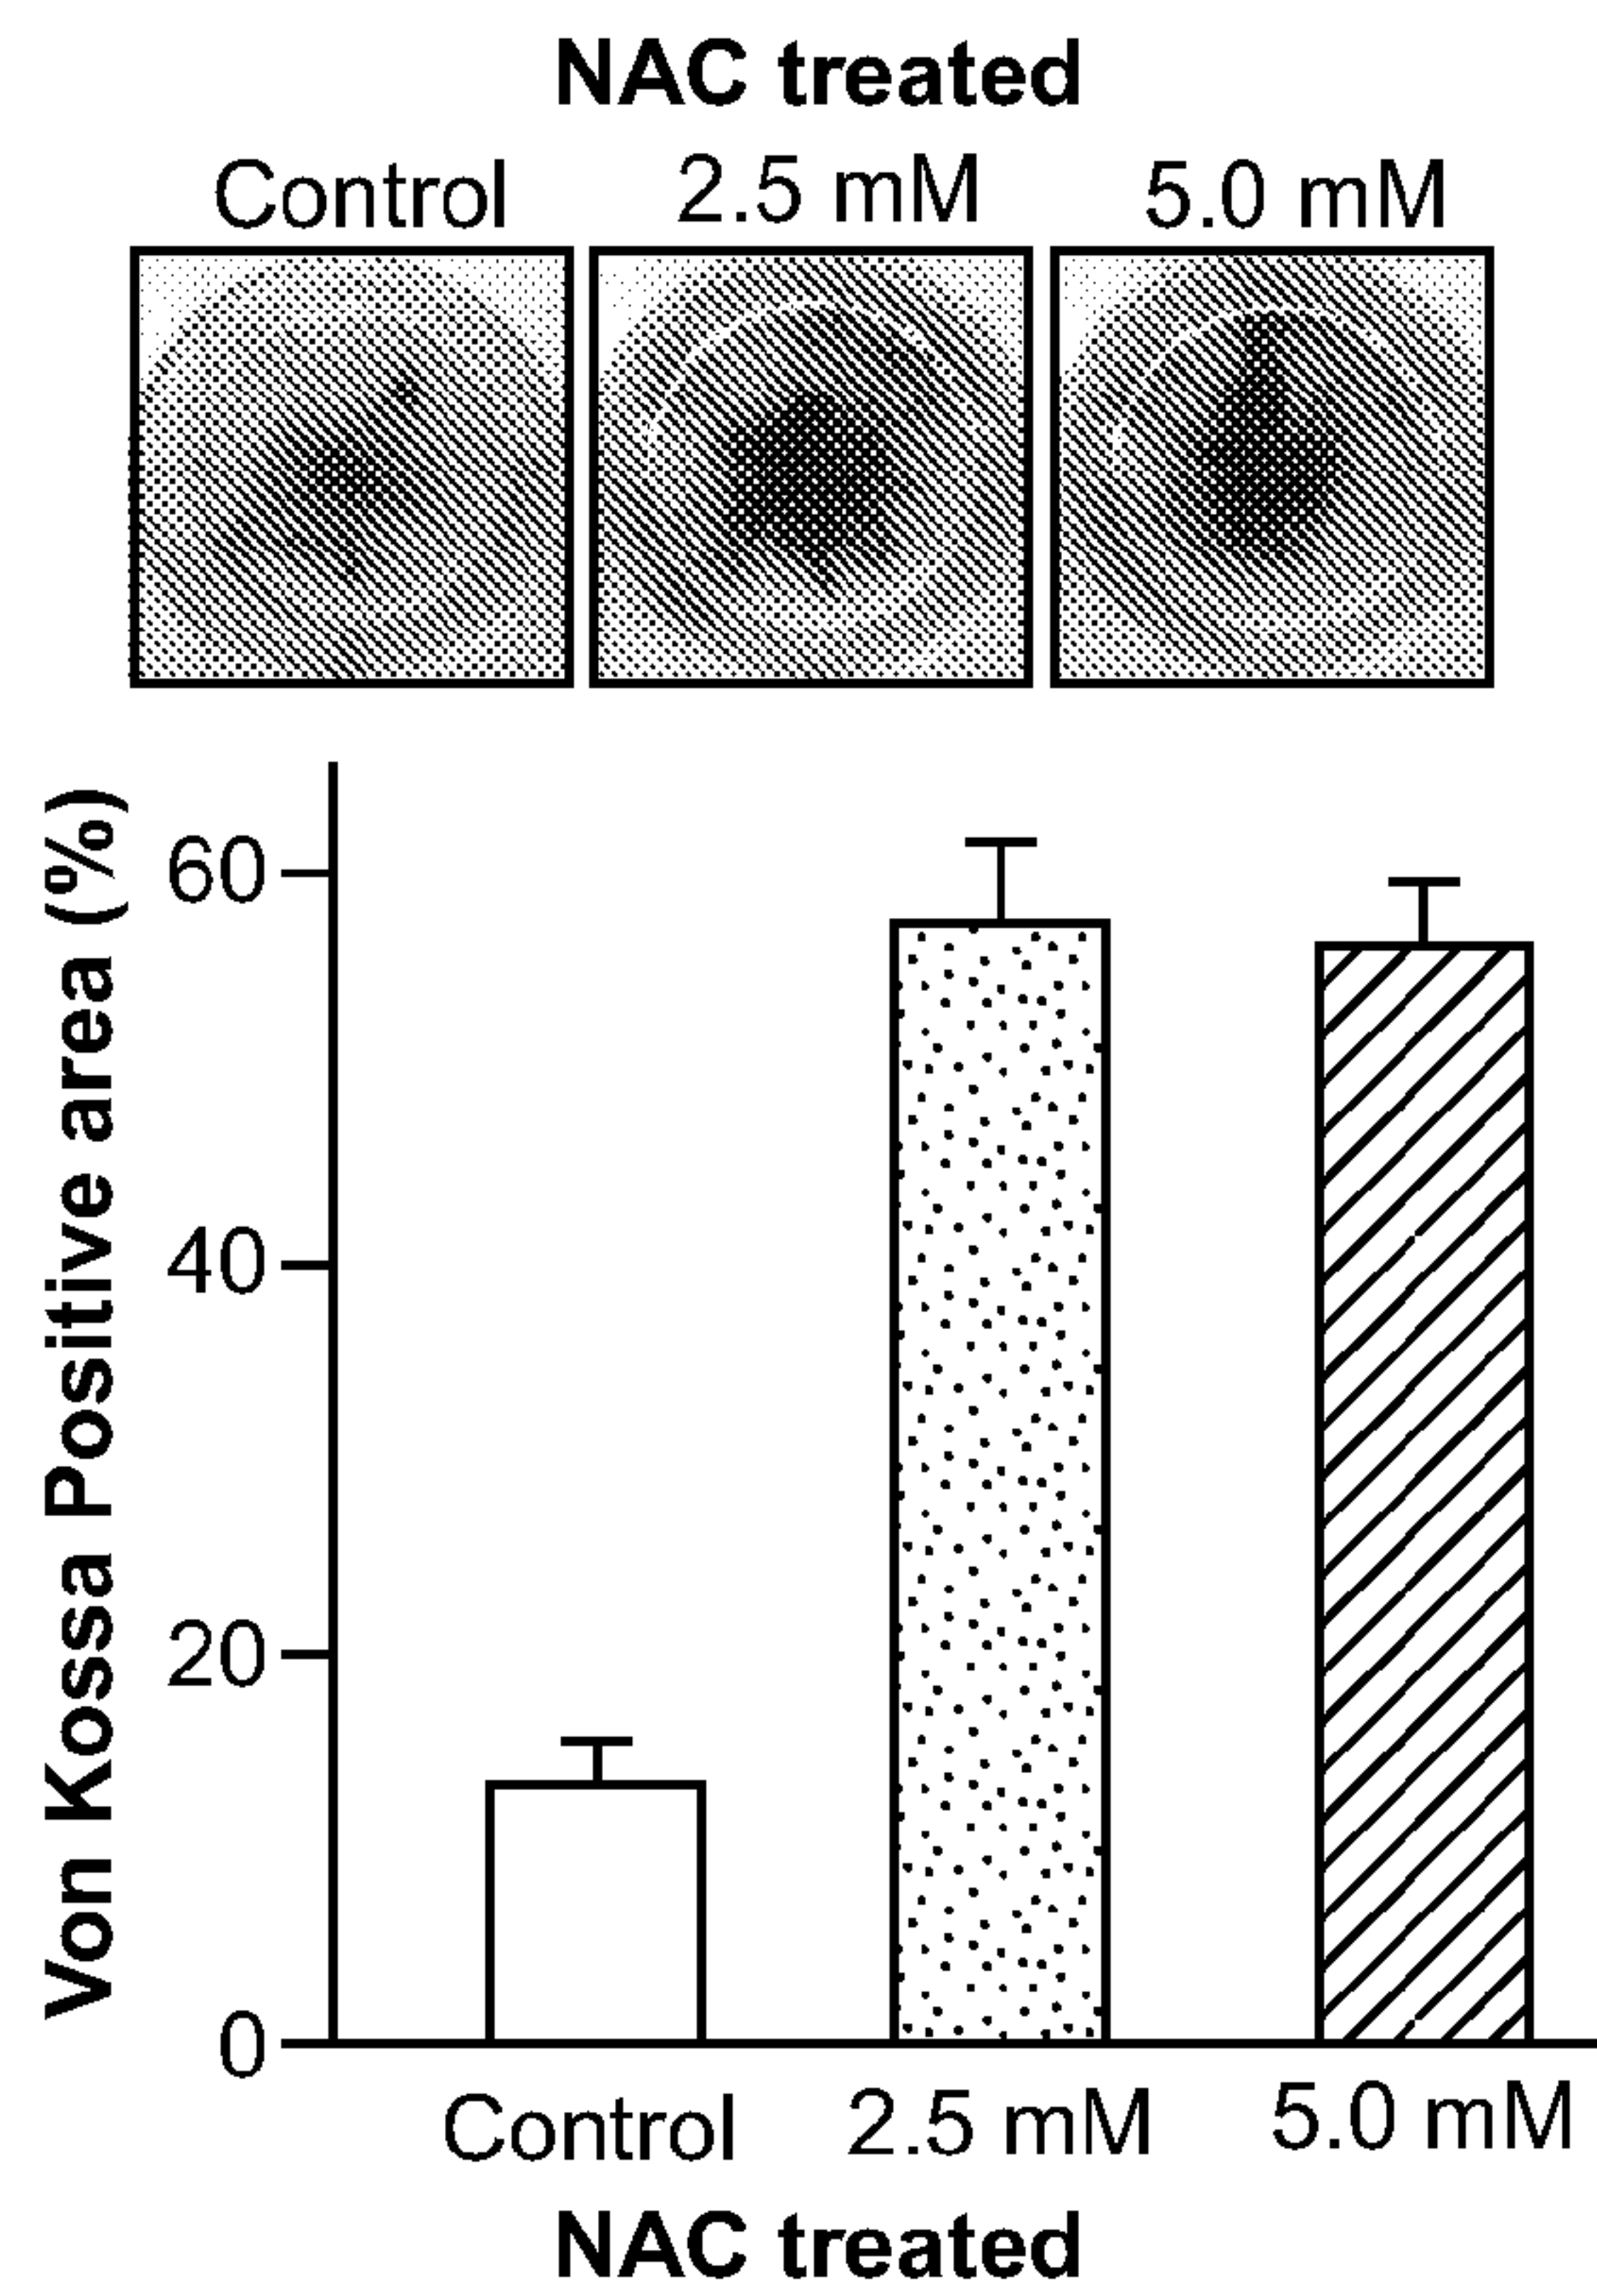 NAC treated
Control 2.5 mM 5.0 mM
Von Kossa Positive area (%)
60
40
20
0
Control 2.5 mM 5.0 mM
NAC treated